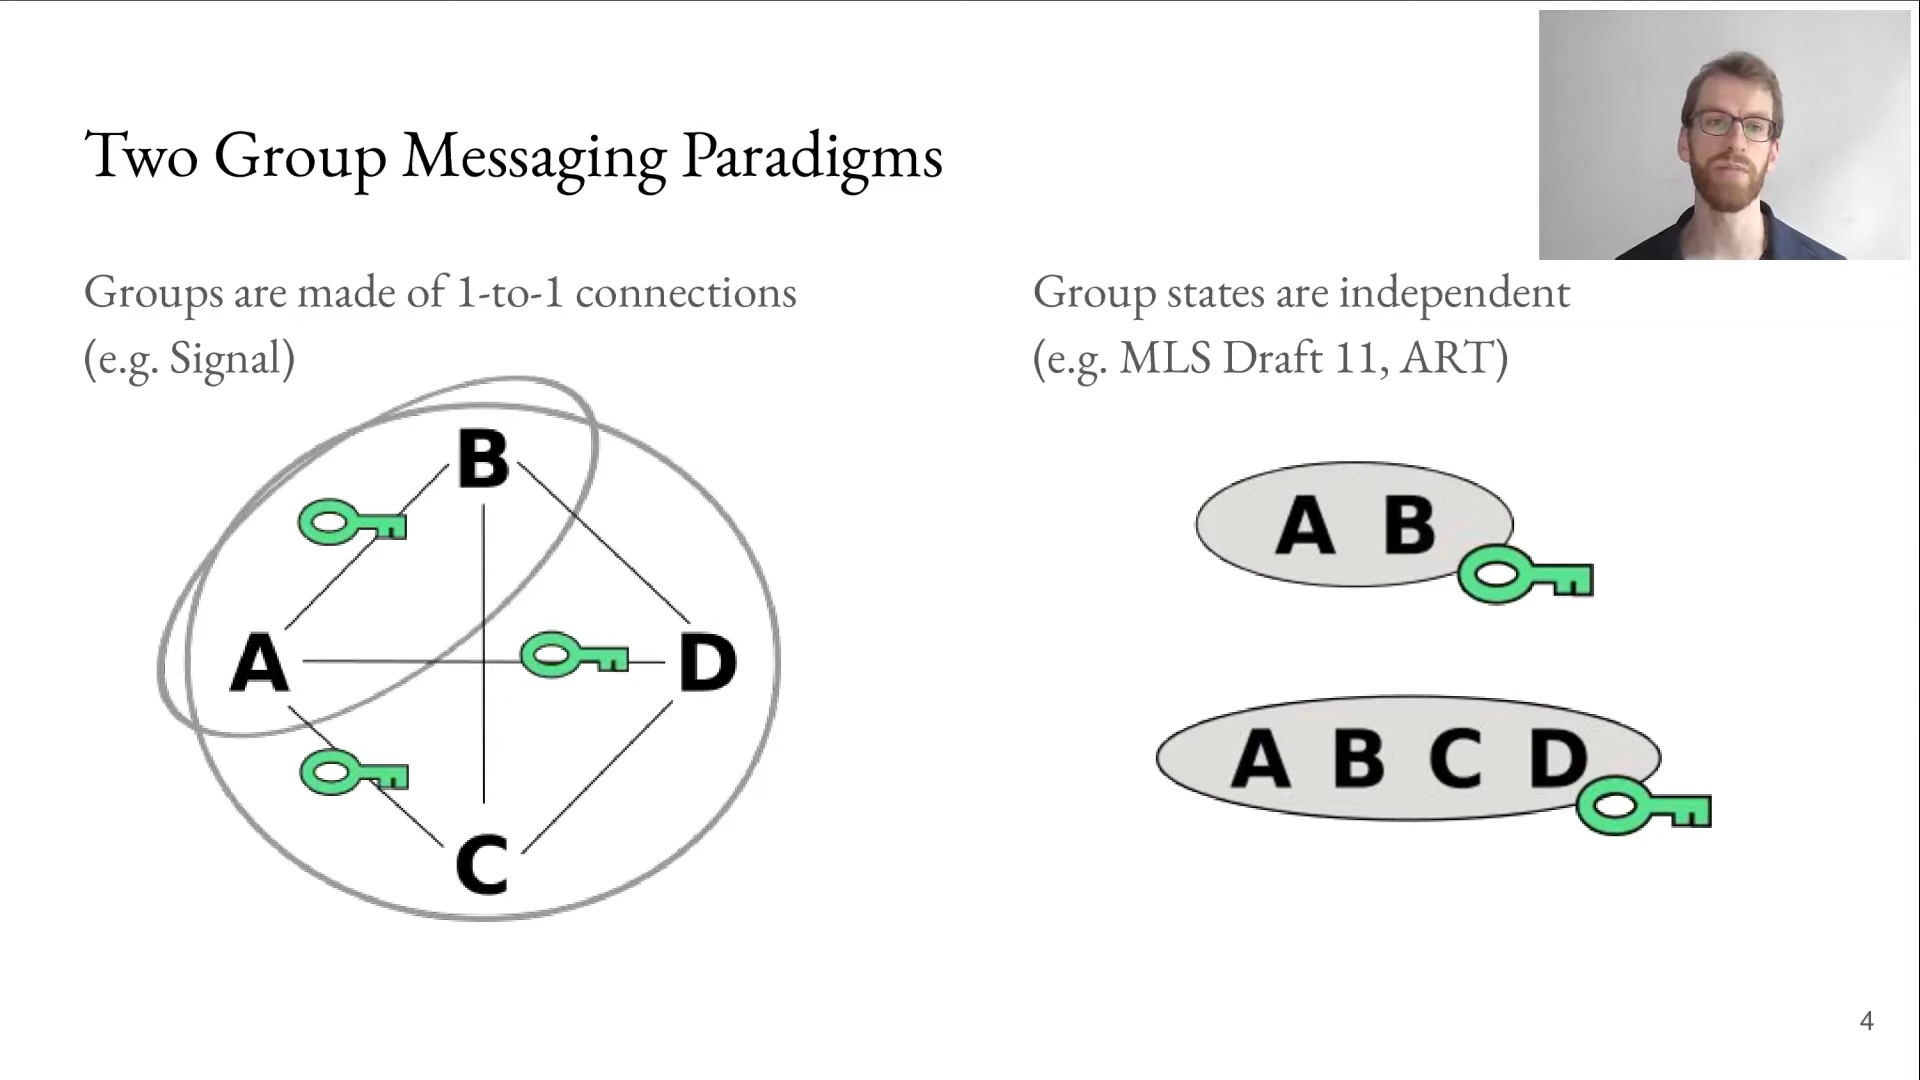 Two Group Messaging Paradigms
Groups are made of 1-to-1 connections
(e.g. Signal)
B
A
D
C
Group states are independent
(e.g. MLS Draft 11, ART)
A B
A B C D
4